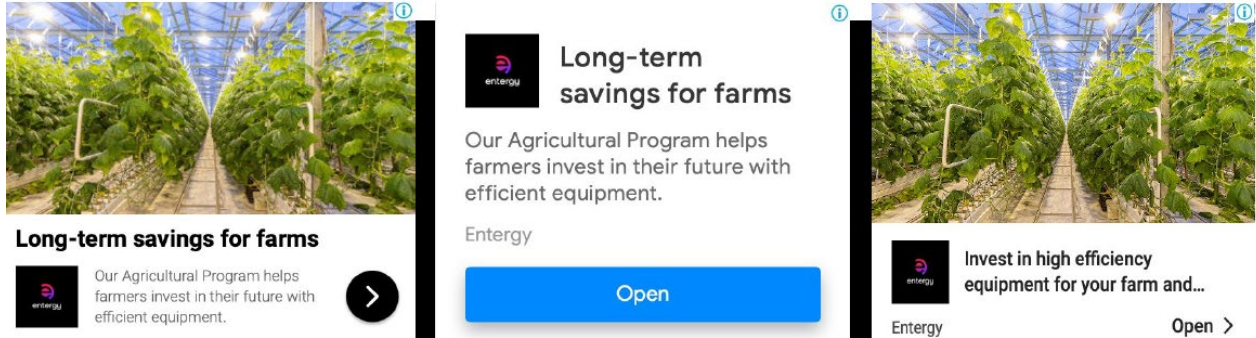 Long-term savings for farms
entergy
Our Agricultural Program helps
farmers invest in their future with
efficient equipment.
entergy
Long-term
savings for farms
Our Agricultural Program helps
farmers invest in their future with
efficient equipment.
Entergy
Open
entergy
Invest in high efficiency
equipment for your farm and...
Entergy
Open